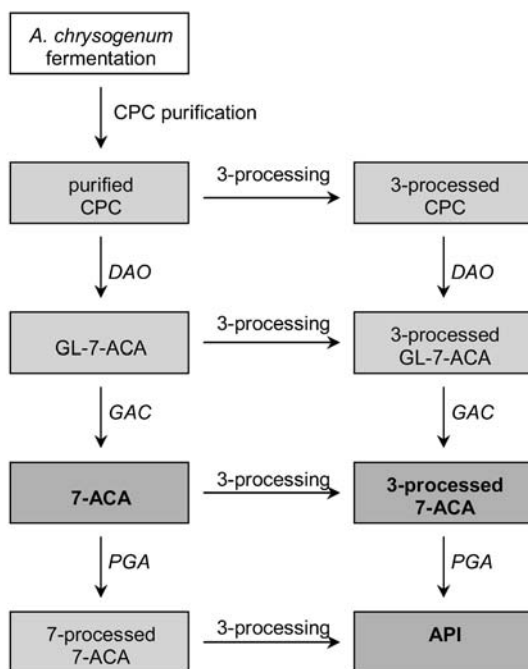 A. chrysogenum
fermentation
CPC purification
purified
CPC
3-processing
3-processed
CPC
DAO
DAO
GL-7-ACA
3-processing
3-processed
GL-7-ACA
GAC
GAC
7-ACA
3-processing
3-processed
7-ACA
PGA
PGA
7-processed
7-ACA
3-processing
API